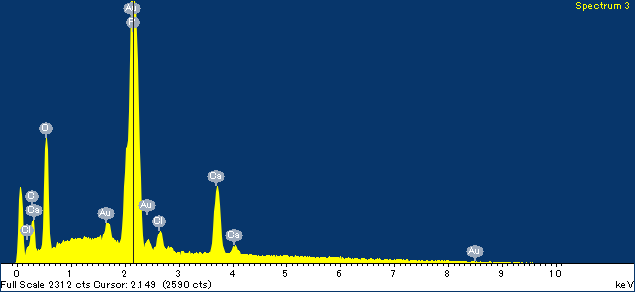 Spectrum 3
Au
P
O
C
Ca
Cl
Au
Au
Cl
Ca
Ca
Au
0 1 2 3 4 5 6 7 8 9 10
Full Scale 2312 cts Cursor: 2.149 (2590 cts) keV